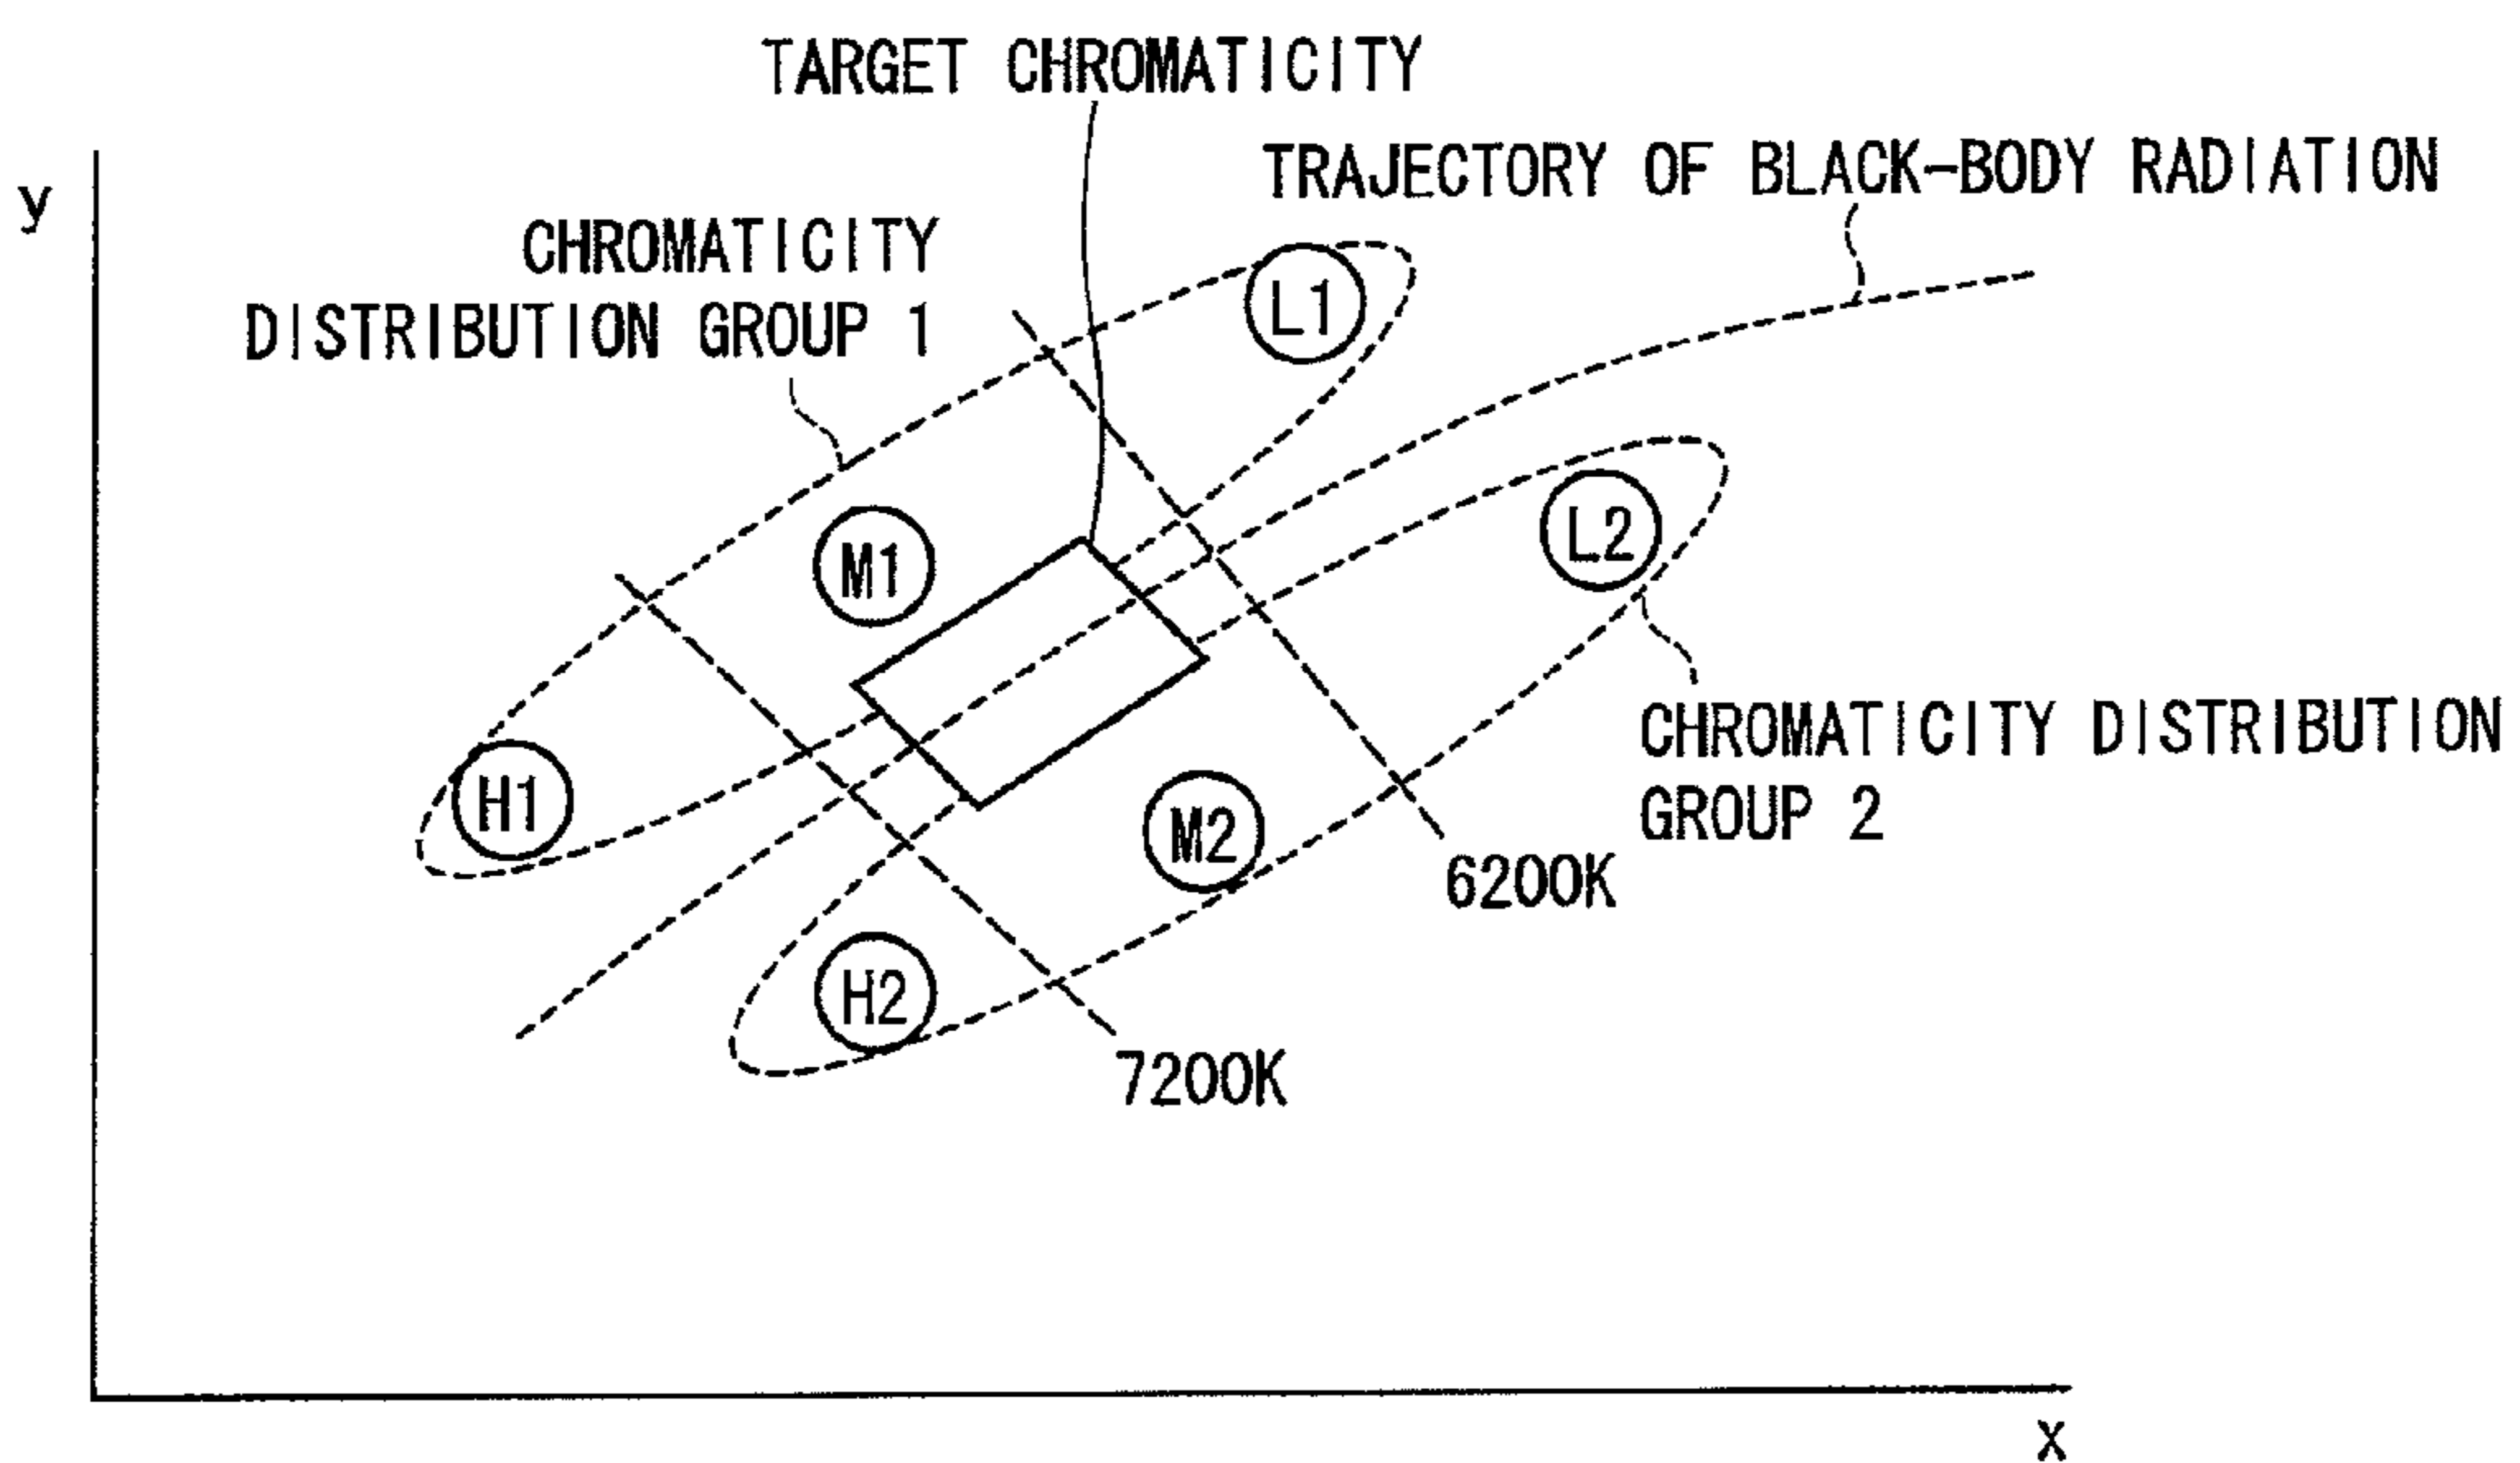 TARGET CHROMATICITY
TRAJECTORY OF BLACK-BODY RADIATION
y
CHROMATICITY
DISTRIBUTION GROUP 1
L1
L2
M1
H1
CHROMATICITY DISTRIBUTION
GROUP 2
M2
6200K
H2
7200K
x